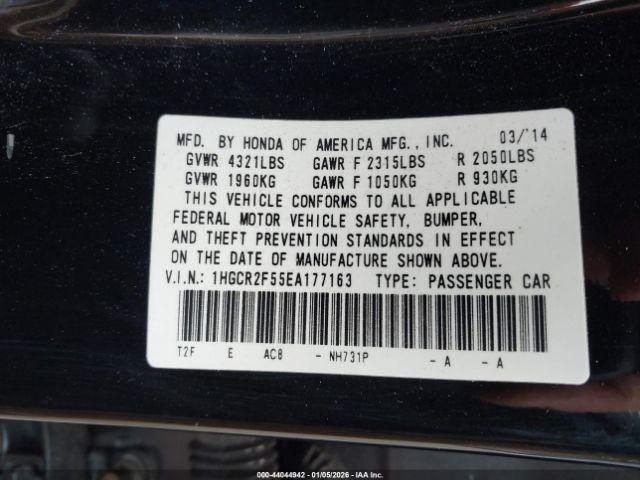 MFD. BY HONDA OF AMERICA MFG., INC. 03/'14
GVWR 4321LBS GAWR F 2315LBS R 2050LBS
GVWR 1960KG GAWR F 1050KG R 930KG
THIS VEHICLE CONFORMS TO ALL APPLICABLE
FEDERAL MOTOR VEHICLE SAFETY, BUMPER,
AND THEFT PREVENTION STANDARDS IN EFFECT
ON THE DATE OF MANUFACTURE SHOWN ABOVE.
V.I.N.: 1HGCR2F55EA177163 TYPE: PASSENGER CAR
T2F E AC8 - NH731P - A - A
000-44044942 - 01/05/2026 - IAA Inc.